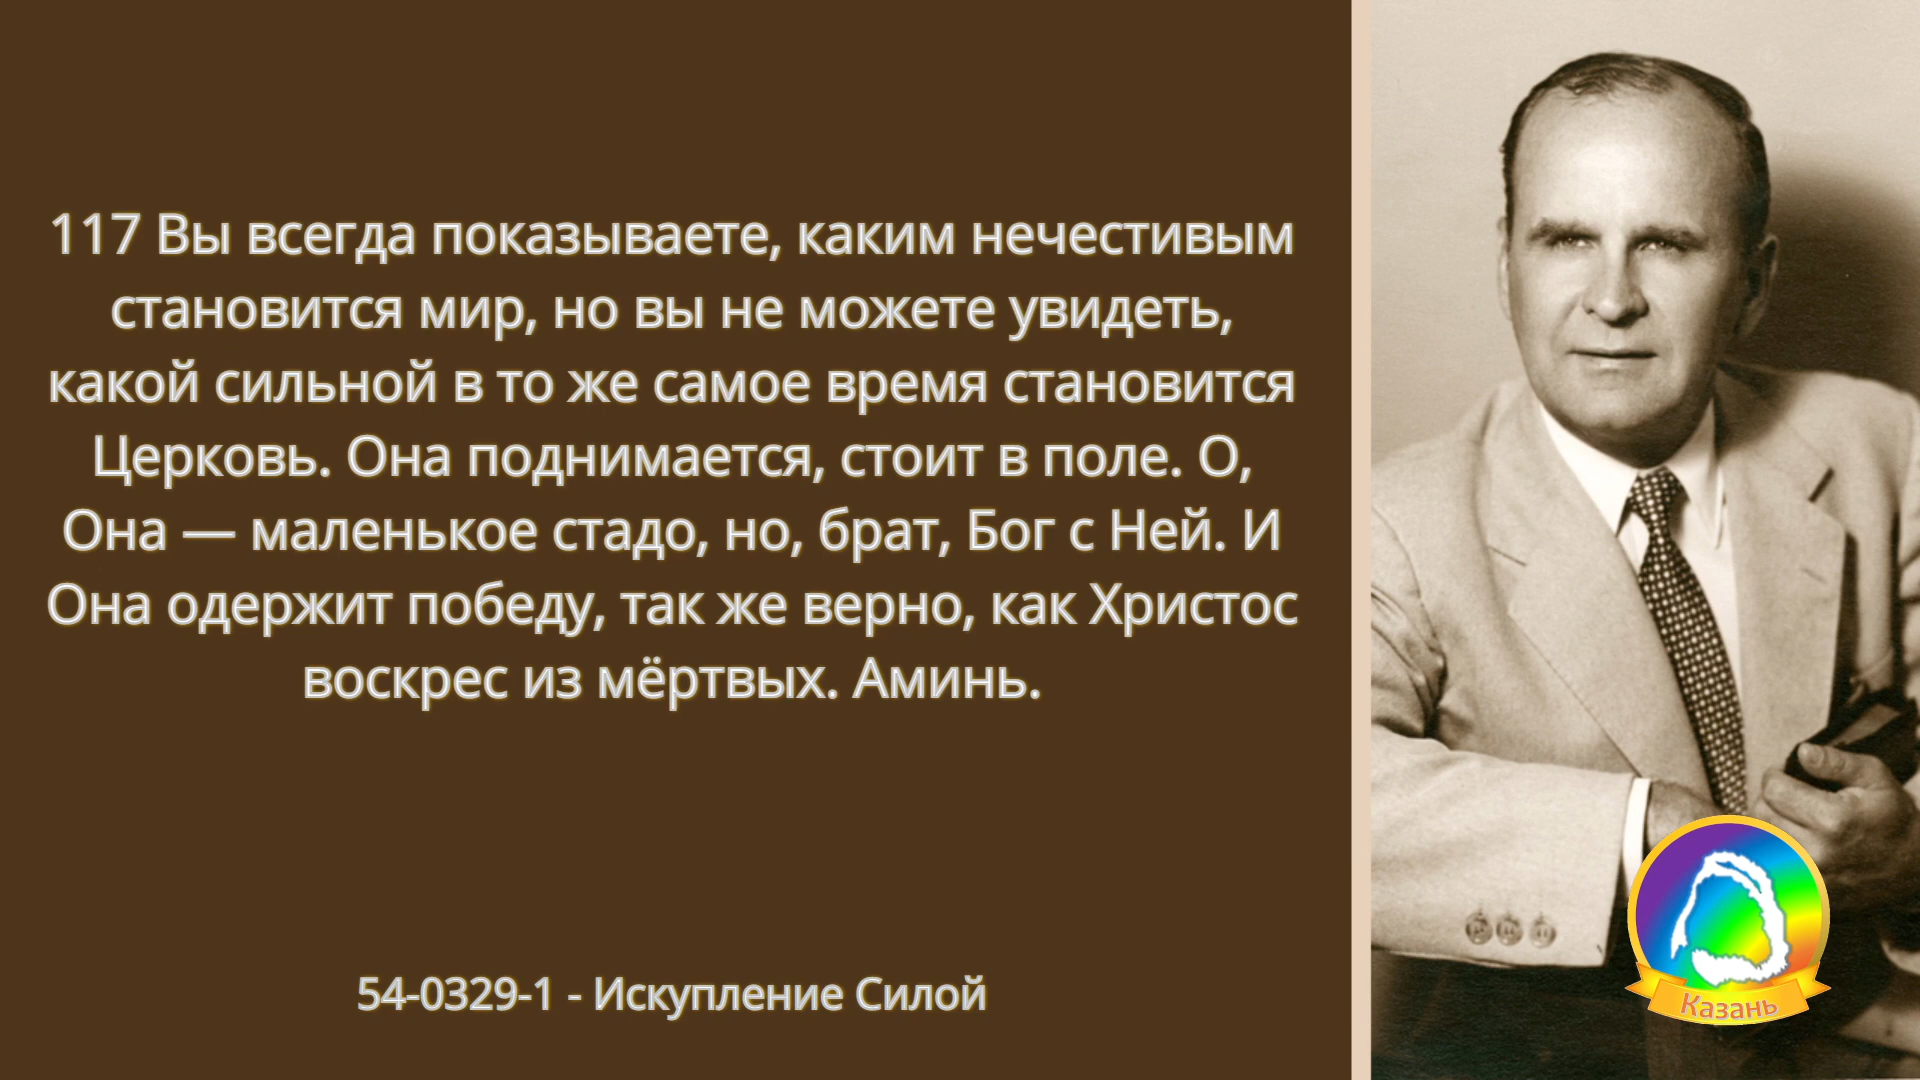 117 Вы всегда показываете, каким нечестивым
становится мир, но вы не можете увидеть,
какой сильной в то же самое время становится
Церковь. Она поднимается, стоит в поле. О,
Она — маленькое стадо, но, брат, Бог с Ней. И
Она одержит победу, так же верно, как Христос
воскрес из мёртвых. Аминь.
54-0329-1 - Искупление Силой
Казань